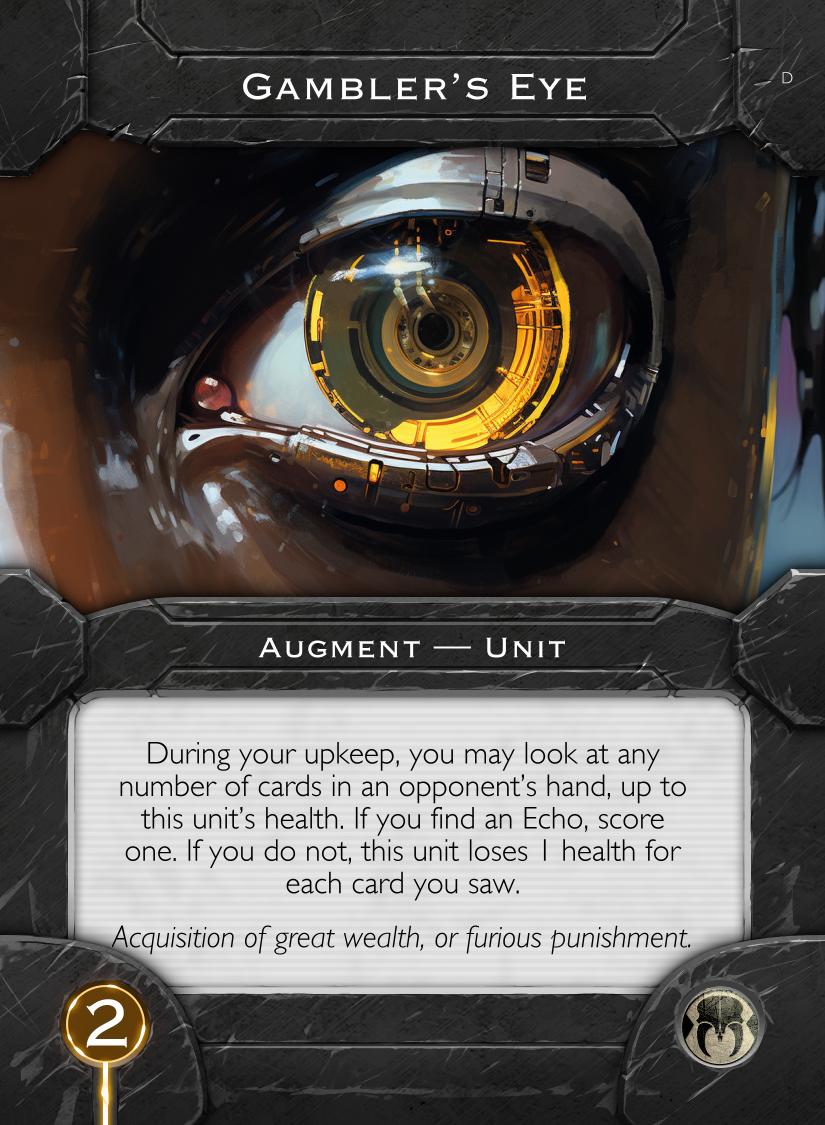 Gambler's Eye
D
Augment — Unit
During your upkeep, you may look at any
number of cards in an opponent's hand, up to
this unit's health. If you find an Echo, score
one. If you do not, this unit loses 1 health for
each card you saw.
Acquisition of great wealth, or furious punishment.
2